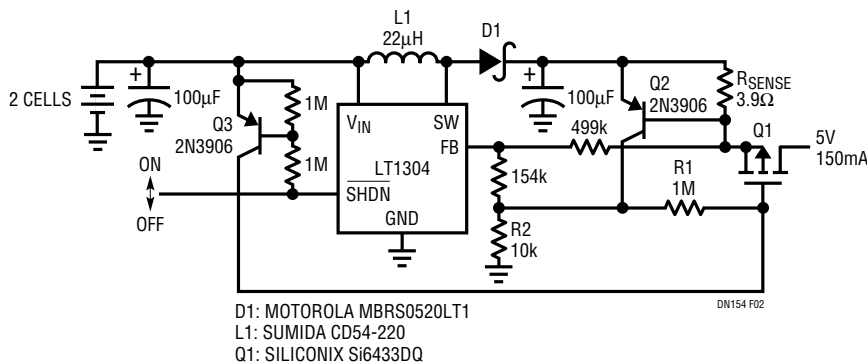 L1
22µH
D1
2 CELLS
+
100µF
Q3
2N3906
1M
1M
VIN
SW
LT1304
FB
SHDN
GND
ON
OFF
499k
154k
R2
10k
+
100µF
Q2
2N3906
RSENSE
3.9Ω
Q1
R1
1M
5V
150mA
DN154 F02
D1: MOTOROLA MBRS0520LT1
L1: SUMIDA CD54-220
Q1: SILICONIX Si6433DQ